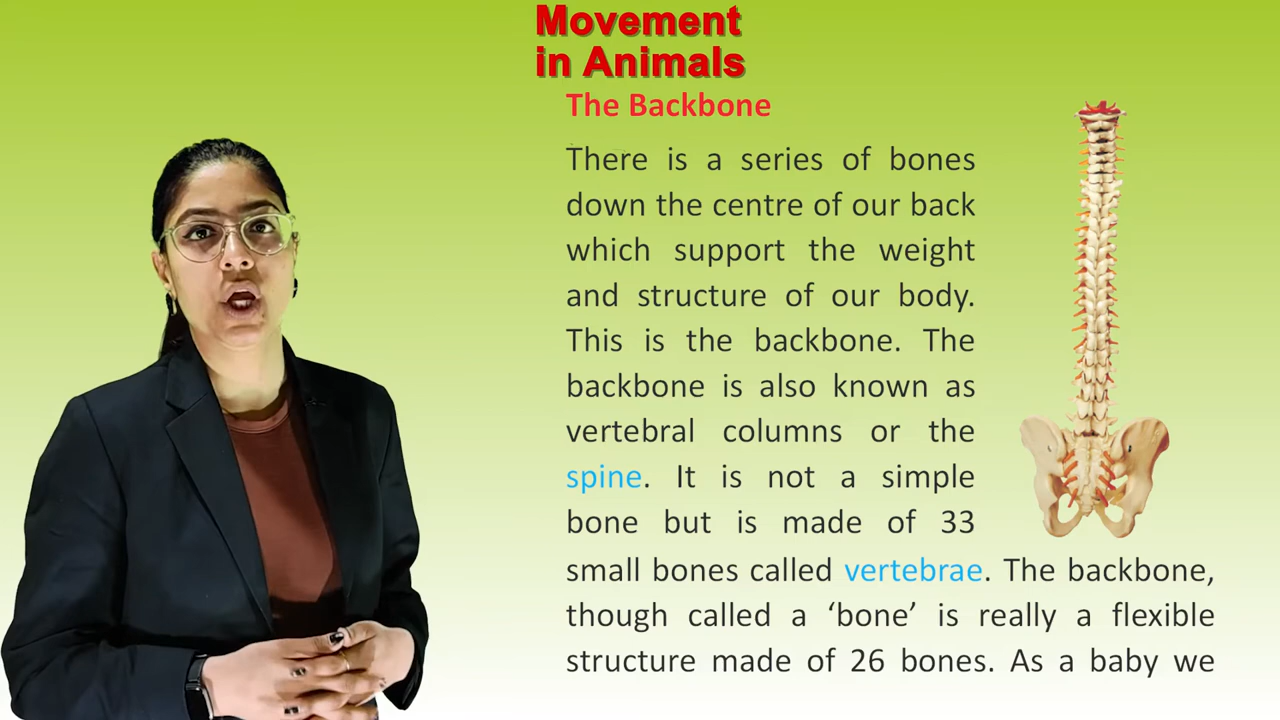 Movement
in Animals
The Backbone
There is a series of bones
down the centre of our back
which support the weight
and structure of our body.
This is the backbone. The
backbone is also known as
vertebral columns or the
spine. It is not a simple
bone but is made of 33
small bones called vertebrae. The backbone,
though called a ‘bone’ is really a flexible
structure made of 26 bones. As a baby we